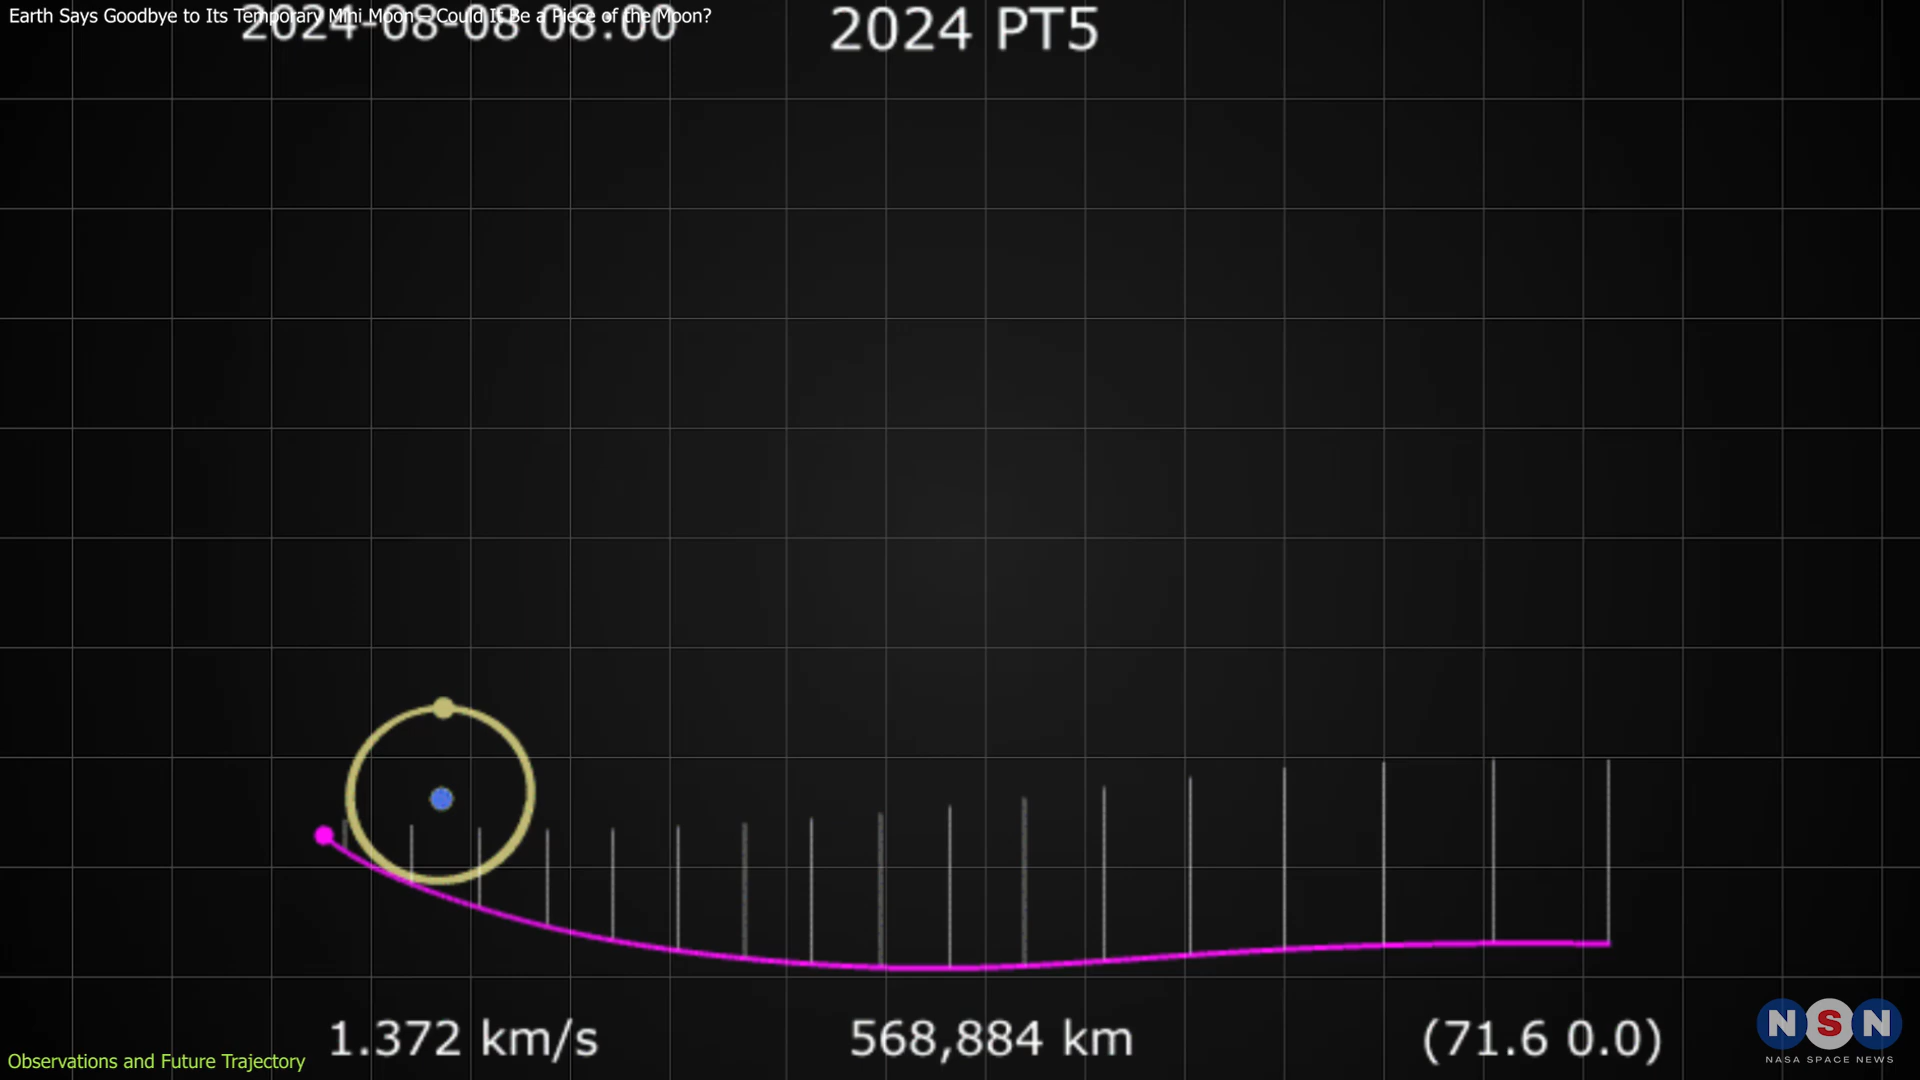 Earth Says Goodbye to Its Temporary Mini Moon – Could It Be a Piece of the Moon?
2024-08-08 08:00
2024 PT5
1.372 km/s
568,884 km
(71.6 0.0)
Observations and Future Trajectory
NSN
NASA SPACE NEWS